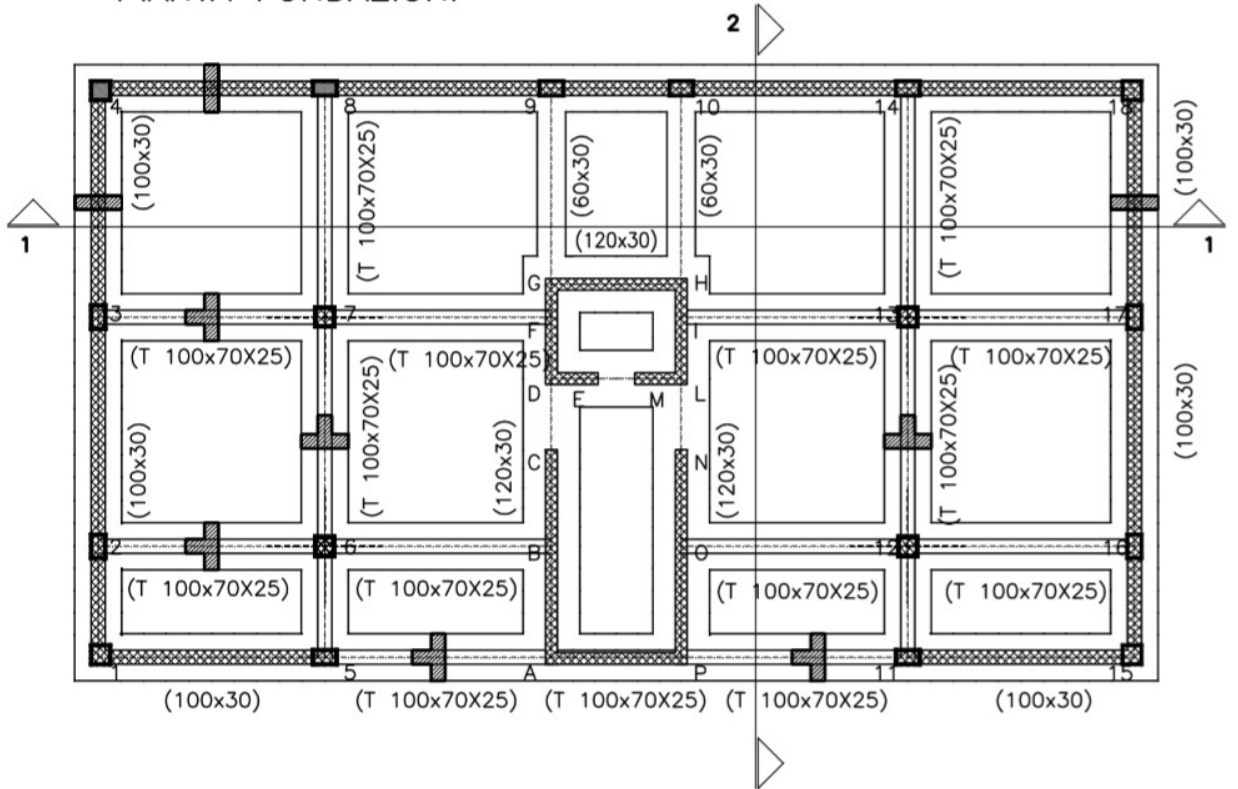 2
4 8 9 10 14 18
(100x30) (T 100x70X25) (60x30) (60x30) (T 100x70X25) (100x30)
(120x30)
1 1
G H
3 7 F I 13 17
(T 100x70X25) (T 100x70X25) (T 100x70X25) (T 100x70X25)
D E M L
(100x30) (T 100x70X25) (120x30) (120x30) (T 100x70X25) (100x30)
C N
2 6 B O 12 16
(T 100x70X25) (T 100x70X25) (T 100x70X25) (T 100x70X25)
1 5 A P 11 15
(100x30) (T 100x70X25) (T 100x70X25) (T 100x70X25) (100x30)